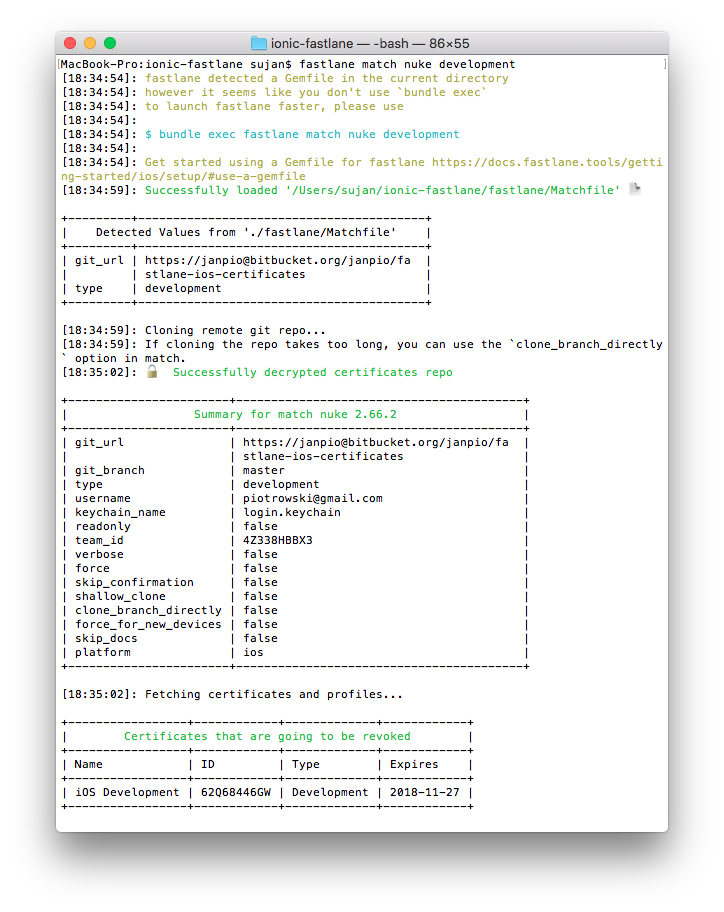 ionic-fastlane — -bash — 86×55
[MacBook-Pro:ionic-fastlane sujan$ fastlane match nuke development ]
[18:34:54]: fastlane detected a Gemfile in the current directory
[18:34:54]: however it seems like you don't use `bundle exec`
[18:34:54]: to launch fastlane faster, please use
[18:34:54]:
[18:34:54]: $ bundle exec fastlane match nuke development
[18:34:54]:
[18:34:54]: Get started using a Gemfile for fastlane https://docs.fastlane.tools/getti
ng-started/ios/setup/#use-a-gemfile
[18:34:59]: Successfully loaded '/Users/sujan/ionic-fastlane/fastlane/Matchfile' 📄
+---------+-----------------------------------------+
|    Detected Values from './fastlane/Matchfile'    |
+---------+-----------------------------------------+
| git_url | https://janpio@bitbucket.org/janpio/fa  |
|         | stlane-ios-certificates                 |
| type    | development                             |
+---------+-----------------------------------------+
[18:34:59]: Cloning remote git repo...
[18:34:59]: If cloning the repo takes too long, you can use the `clone_branch_directly
` option in match.
[18:35:02]: 🔓  Successfully decrypted certificates repo
+-----------------------+-----------------------------------------+
|                  Summary for match nuke 2.66.2                  |
+-----------------------+-----------------------------------------+
| git_url               | https://janpio@bitbucket.org/janpio/fa  |
|                       | stlane-ios-certificates                 |
| git_branch            | master                                  |
| type                  | development                             |
| username              | piotrowski@gmail.com                    |
| keychain_name         | login.keychain                          |
| readonly              | false                                   |
| team_id               | 4Z338HBBX3                              |
| verbose               | false                                   |
| force                 | false                                   |
| skip_confirmation     | false                                   |
| shallow_clone         | false                                   |
| clone_branch_directly | false                                   |
| force_for_new_devices | false                                   |
| skip_docs             | false                                   |
| platform              | ios                                     |
+-----------------------+-----------------------------------------+
[18:35:02]: Fetching certificates and profiles...
+-----------------+------------+-------------+------------+
|        Certificates that are going to be revoked        |
+-----------------+------------+-------------+------------+
| Name            | ID         | Type        | Expires    |
+-----------------+------------+-------------+------------+
| iOS Development | 62Q68446GW | Development | 2018-11-27 |
+-----------------+------------+-------------+------------+